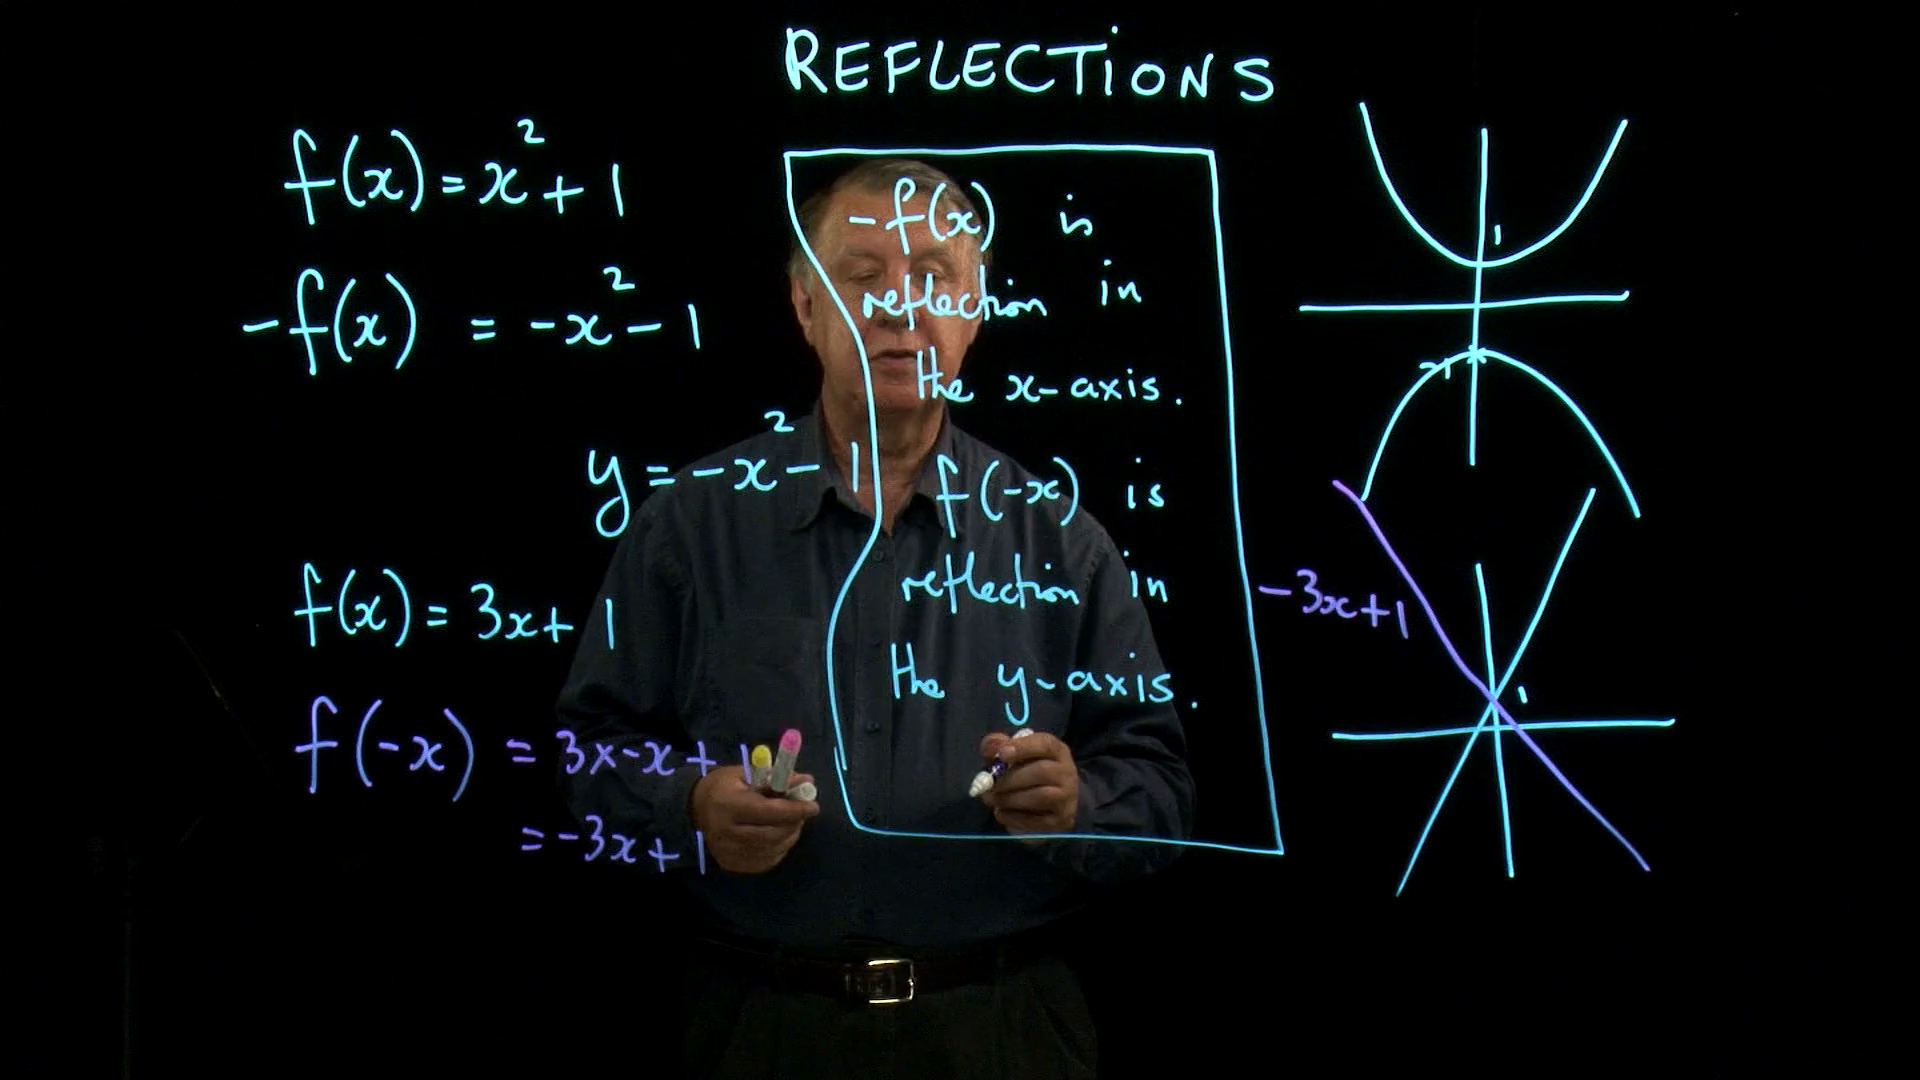 REFLECTIONS
f(x) = x² + 1
-f(x) = -x² - 1
y = -x² - 1
f(x) = 3x + 1
f(-x) = 3x-x + 1
= -3x + 1
-f(x) is
reflection in
the x-axis.
f(-x) is
reflection in
the y-axis.
1
-1
-3x+1
1